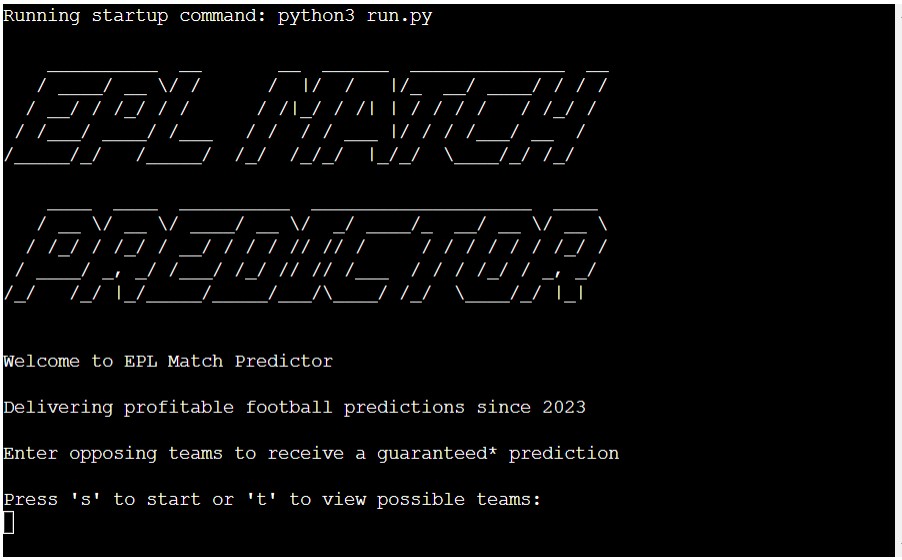 Running startup command: python3 run.py
EPL MATCH
PREDICTOR
Welcome to EPL Match Predictor
Delivering profitable football predictions since 2023
Enter opposing teams to receive a guaranteed* prediction
Press 's' to start or 't' to view possible teams: